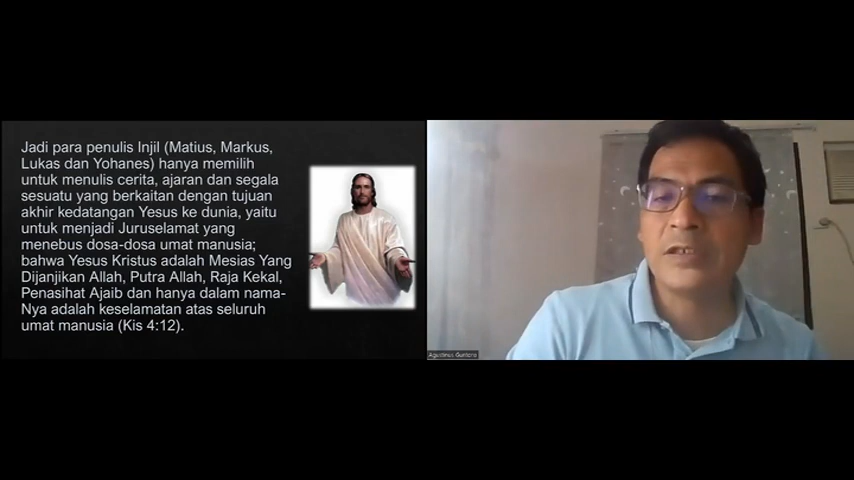 Jadi para penulis Injil (Matius, Markus,
Lukas dan Yohanes) hanya memilih
untuk menulis cerita, ajaran dan segala
sesuatu yang berkaitan dengan tujuan
akhir kedatangan Yesus ke dunia, yaitu
untuk menjadi Juruselamat yang
menebus dosa-dosa umat manusia;
bahwa Yesus Kristus adalah Mesias Yang
Dijanjikan Allah, Putra Allah, Raja Kekal,
Penasihat Ajaib dan hanya dalam nama-
Nya adalah keselamatan atas seluruh
umat manusia (Kis 4:12).